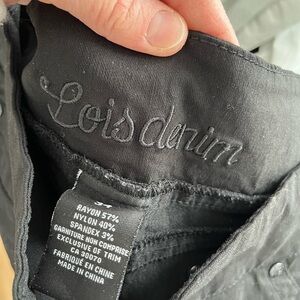 Lois denim
RAYON 57%
NYLON 40%
SPANDEX 3%
GARNITURE NON COMPRISE
EXCLUSIVE OF TRIM
CA 30070
FABRIQUÉ EN CHINE
MADE IN CHINA